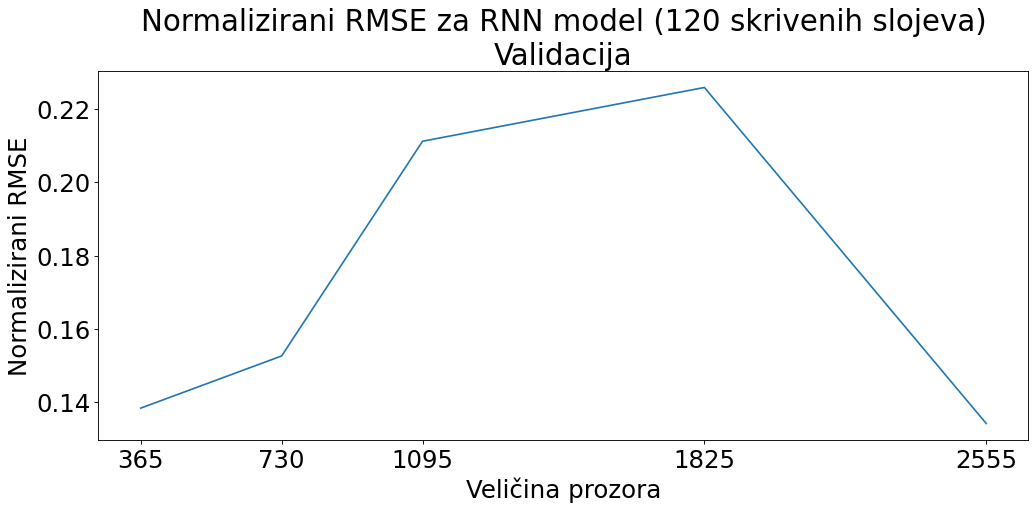 Normalizirani RMSE za RNN model (120 skrivenih slojeva)
Validacija
Normalizirani RMSE
0.22
0.20
0.18
0.16
0.14
365 730 1095 1825 2555
Veličina prozora